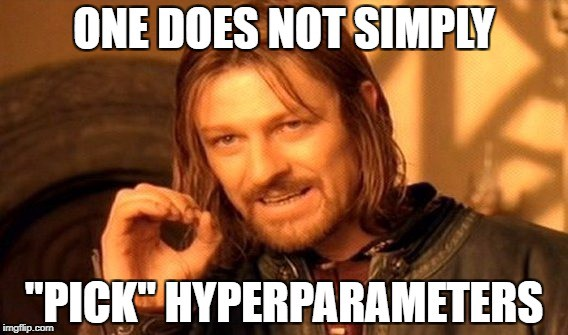 ONE DOES NOT SIMPLY
"PICK" HYPERPARAMETERS
imgflip.com